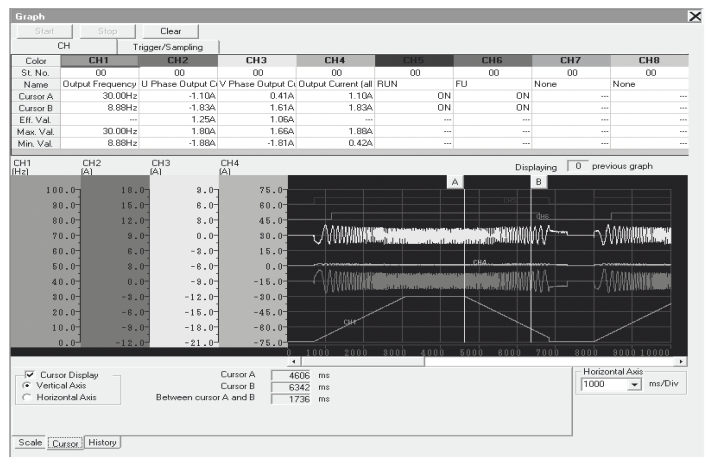 Graph
Start Stop Clear
CH Trigger/Sampling
Color CH1 CH2 CH3 CH4 CH5 CH6 CH7 CH8
St. No. 00 00 00 00 00 00 00 00
Name Output Frequency U Phase Output Cu V Phase Output Cu Output Current (all RUN FU None None
Cursor A 30.00Hz -1.10A 0.41A 1.10A ON ON --- ---
Cursor B 8.88Hz -1.83A 1.61A 1.83A ON ON --- ---
Eff. Val. --- 1.25A 1.06A --- --- --- ---
Max. Val. 30.00Hz 1.80A 1.66A 1.88A --- --- --- ---
Min. Val. 8.88Hz -1.88A -1.81A 0.42A --- --- --- ---
CH1 CH2 CH3 CH4 Displaying 0 previous graph
(Hz) (A) (A) (A)
A B
100.0 18.0 9.0 75.0
90.0 15.0 6.0 60.0 CH5
80.0 12.0 3.0 45.0 CH6
70.0 9.0 0.0 30.0
60.0 6.0 -3.0 15.0
50.0 3.0 -6.0 0.0 CH4
40.0 0.0 -9.0 -15.0
30.0 -3.0 -12.0 -30.0
20.0 -6.0 -15.0 -45.0
10.0 -9.0 -18.0 -60.0 CH1
0.0 -12.0 -21.0 -75.0
0 1000 2000 3000 4000 5000 6000 7000 8000 9000 10000
Cursor Display Cursor A 4606 ms Horizontal Axis
Vertical Axis Cursor B 6342 ms 1000 ms/Div
Horizontal Axis Between cursor A and B 1736 ms
Scale Cursor History